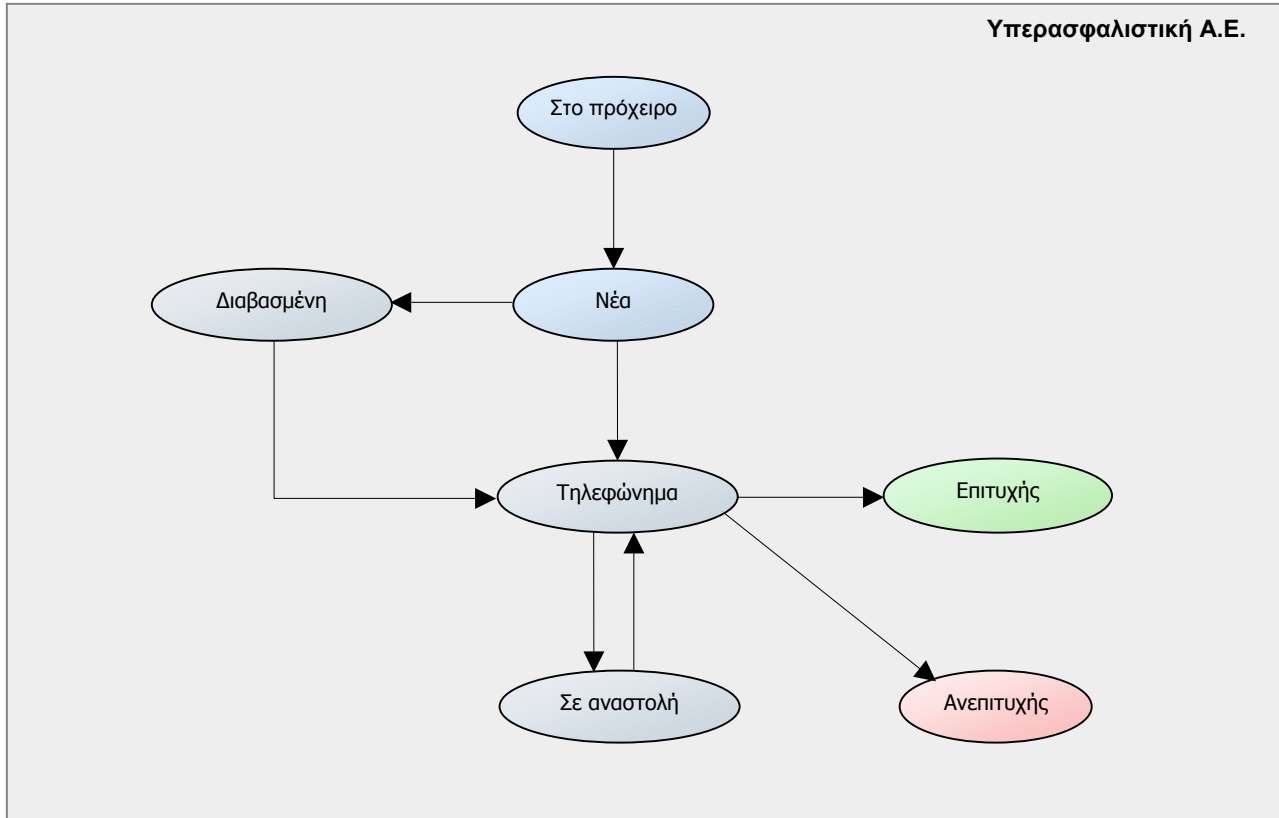 Υπερασφαλιστική Α.Ε.
Στο πρόχειρο
Διαβασμένη
Νέα
Τηλεφώνημα
Επιτυχής
Σε αναστολή
Ανεπιτυχής